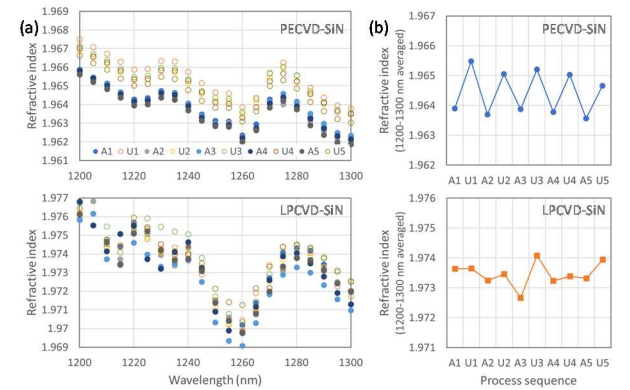 (a)
PECVD-SiN
Refractive index
1.969
1.968
1.967
1.966
1.965
1.964
1.963
1.962
1.961
A1 U1 A2 U2 A3 U3 A4 U4 A5 U5
1200 1220 1240 1260 1280 1300
LPCVD-SiN
Refractive index
1.977
1.976
1.975
1.974
1.973
1.972
1.971
1.97
1.969
1200 1220 1240 1260 1280 1300
Wavelength (nm)
(b)
PECVD-SiN
Refractive index
(1200-1300 nm averaged)
1.967
1.966
1.965
1.964
1.963
1.962
A1 U1 A2 U2 A3 U3 A4 U4 A5 U5
LPCVD-SiN
Refractive index
(1200-1300 nm averaged)
1.976
1.975
1.974
1.973
1.972
1.971
A1 U1 A2 U2 A3 U3 A4 U4 A5 U5
Process sequence